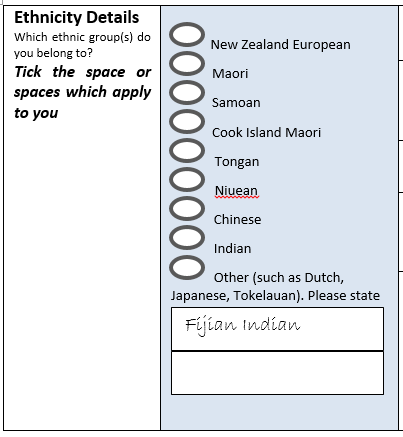 Ethnicity Details
Which ethnic group(s) do
you belong to?
Tick the space or
spaces which apply
to you
New Zealand European
Maori
Samoan
Cook Island Maori
Tongan
Niuean
Chinese
Indian
Other (such as Dutch,
Japanese, Tokelauan). Please state
Fijian Indian